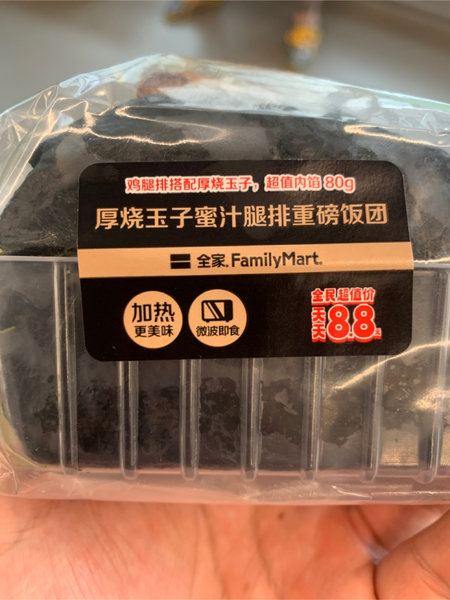 鸡腿排搭配厚烧玉子，超值内馅 80g
厚烧玉子蜜汁腿排重磅饭团
全家 FamilyMart
加热
更美味
微波即食
全民超值价
天天8.8元